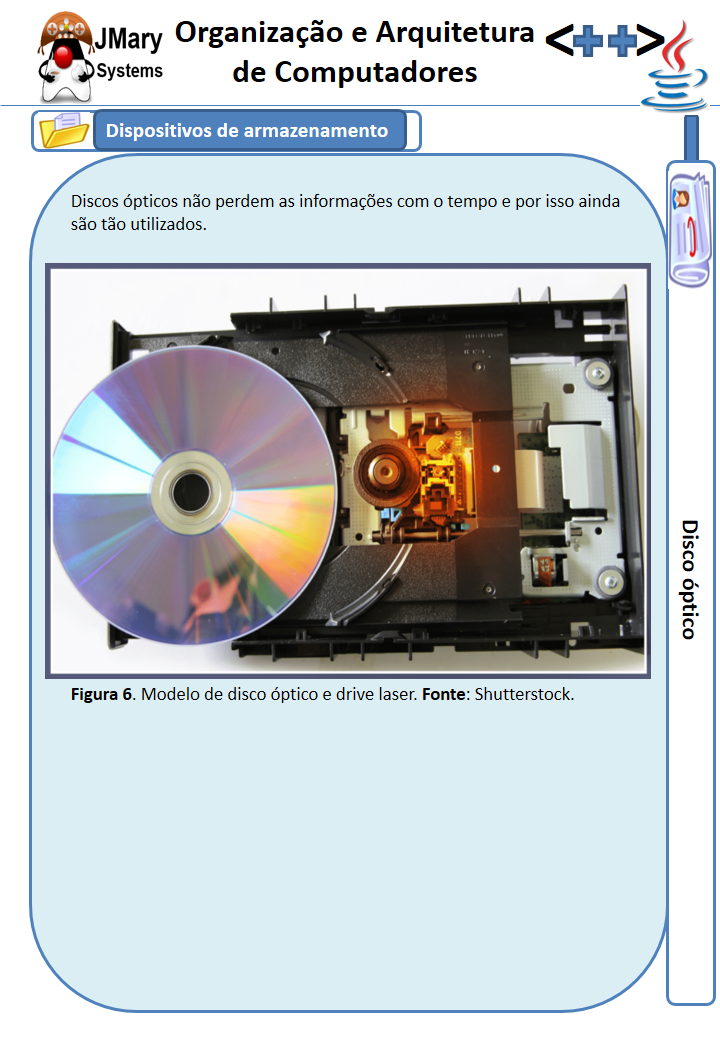 JMary
Systems
Organização e Arquitetura
de Computadores
<++>
Dispositivos de armazenamento
Discos ópticos não perdem as informações com o tempo e por isso ainda
são tão utilizados.
Figura 6. Modelo de disco óptico e drive laser. Fonte: Shutterstock.
Disco óptico